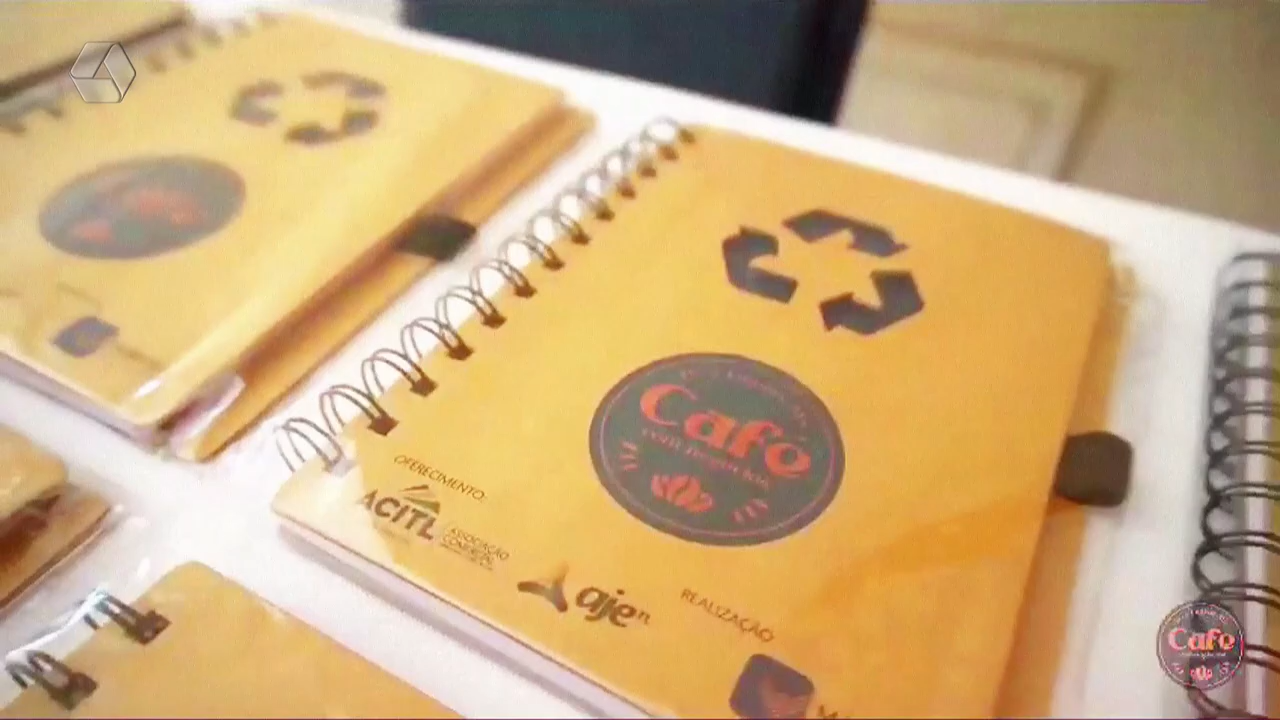 Café
com negócios
OFERECIMENTO:
ACITL
ASSOCIAÇÃO
COMERCIAL
aje
REALIZAÇÃO
Café